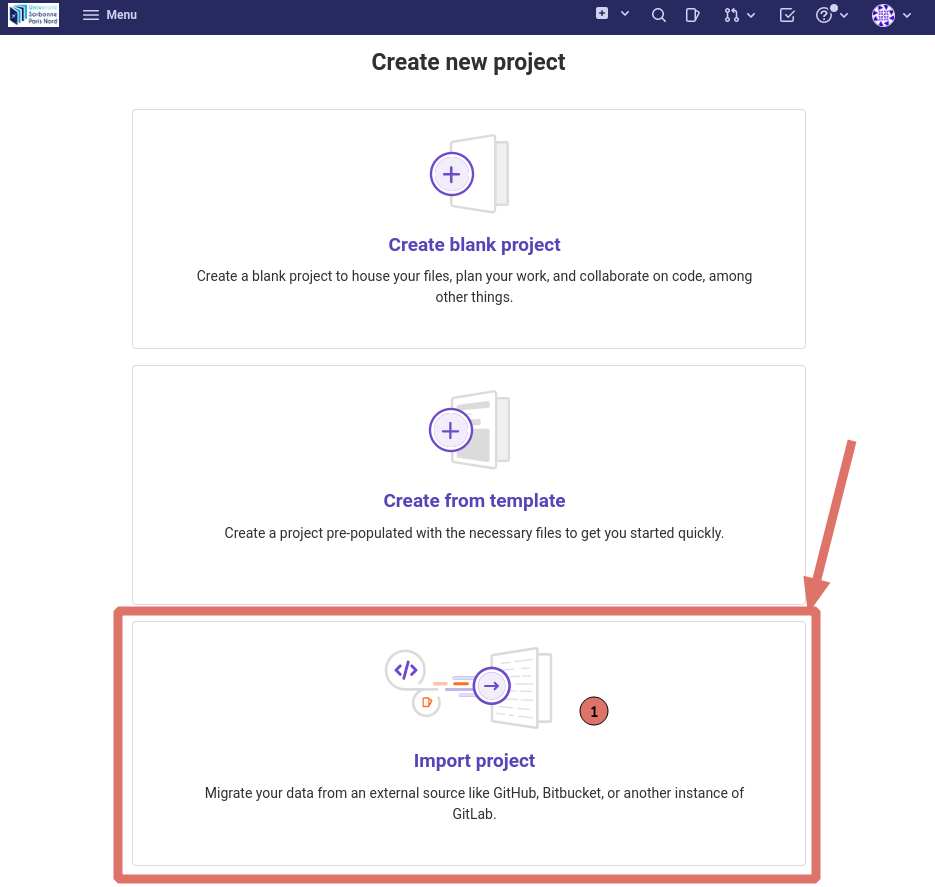 Université
Sorbonne
Paris Nord
Menu
Create new project
Create blank project
Create a blank project to house your files, plan your work, and collaborate on code, among
other things.
Create from template
Create a project pre-populated with the necessary files to get you started quickly.
1
Import project
Migrate your data from an external source like GitHub, Bitbucket, or another instance of
GitLab.